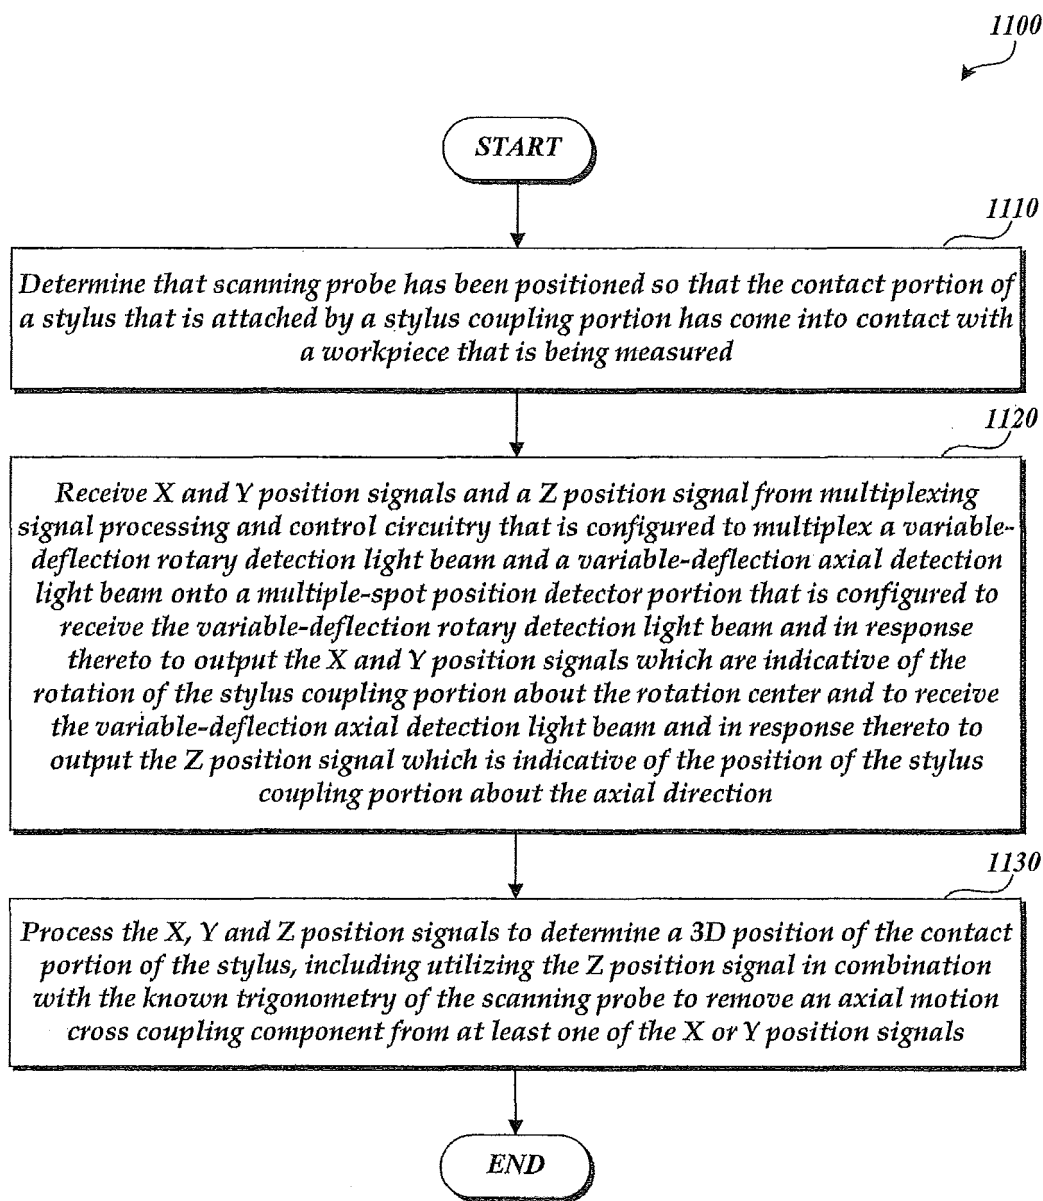 1100
START
1110
Determine that scanning probe has been positioned so that the contact portion of
a stylus that is attached by a stylus coupling portion has come into contact with
a workpiece that is being measured
1120
Receive X and Y position signals and a Z position signal from multiplexing
signal processing and control circuitry that is configured to multiplex a variable-
deflection rotary detection light beam and a variable-deflection axial detection
light beam onto a multiple-spot position detector portion that is configured to
receive the variable-deflection rotary detection light beam and in response
thereto to output the X and Y position signals which are indicative of the
rotation of the stylus coupling portion about the rotation center and to receive
the variable-deflection axial detection light beam and in response thereto to
output the Z position signal which is indicative of the position of the stylus
coupling portion about the axial direction
1130
Process the X, Y and Z position signals to determine a 3D position of the contact
portion of the stylus, including utilizing the Z position signal in combination
with the known trigonometry of the scanning probe to remove an axial motion
cross coupling component from at least one of the X or Y position signals
END